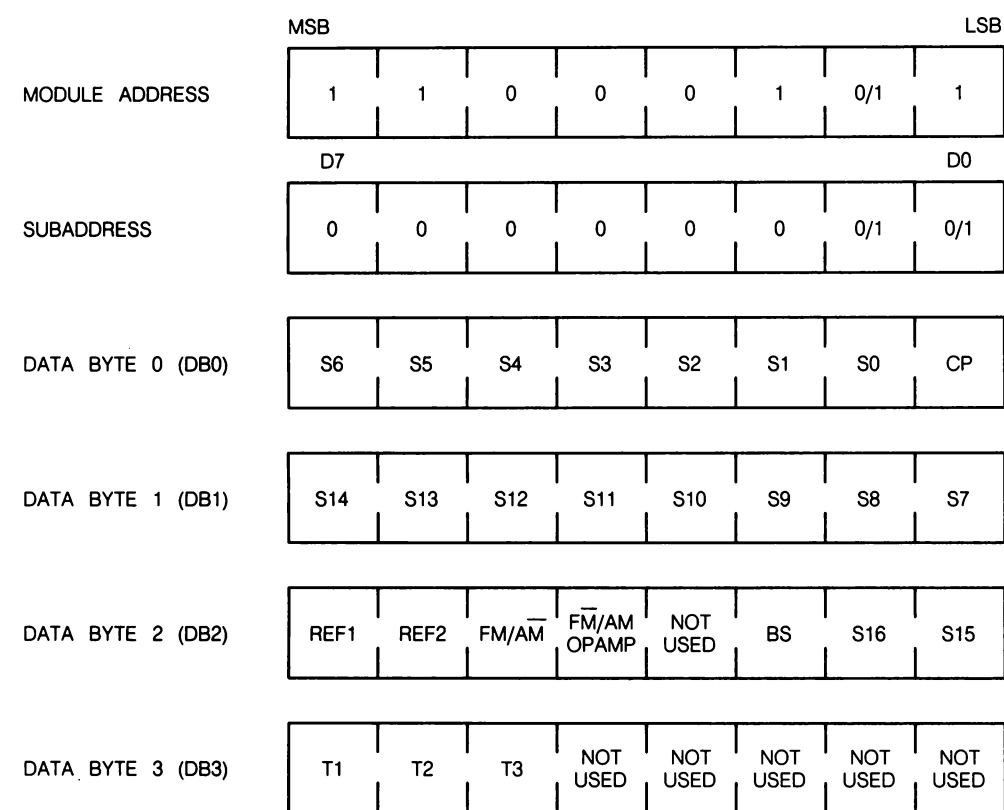 MSB LSB
MODULE ADDRESS 1 1 0 0 0 1 0/1 1
D7 D0
SUBADDRESS 0 0 0 0 0 0 0/1 0/1
DATA BYTE 0 (DB0) S6 S5 S4 S3 S2 S1 S0 CP
DATA BYTE 1 (DB1) S14 S13 S12 S11 S10 S9 S8 S7
DATA BYTE 2 (DB2) REF1 REF2 FM/AM̅ FM̅/AM OPAMP NOT USED BS S16 S15
DATA BYTE 3 (DB3) T1 T2 T3 NOT USED NOT USED NOT USED NOT USED NOT USED